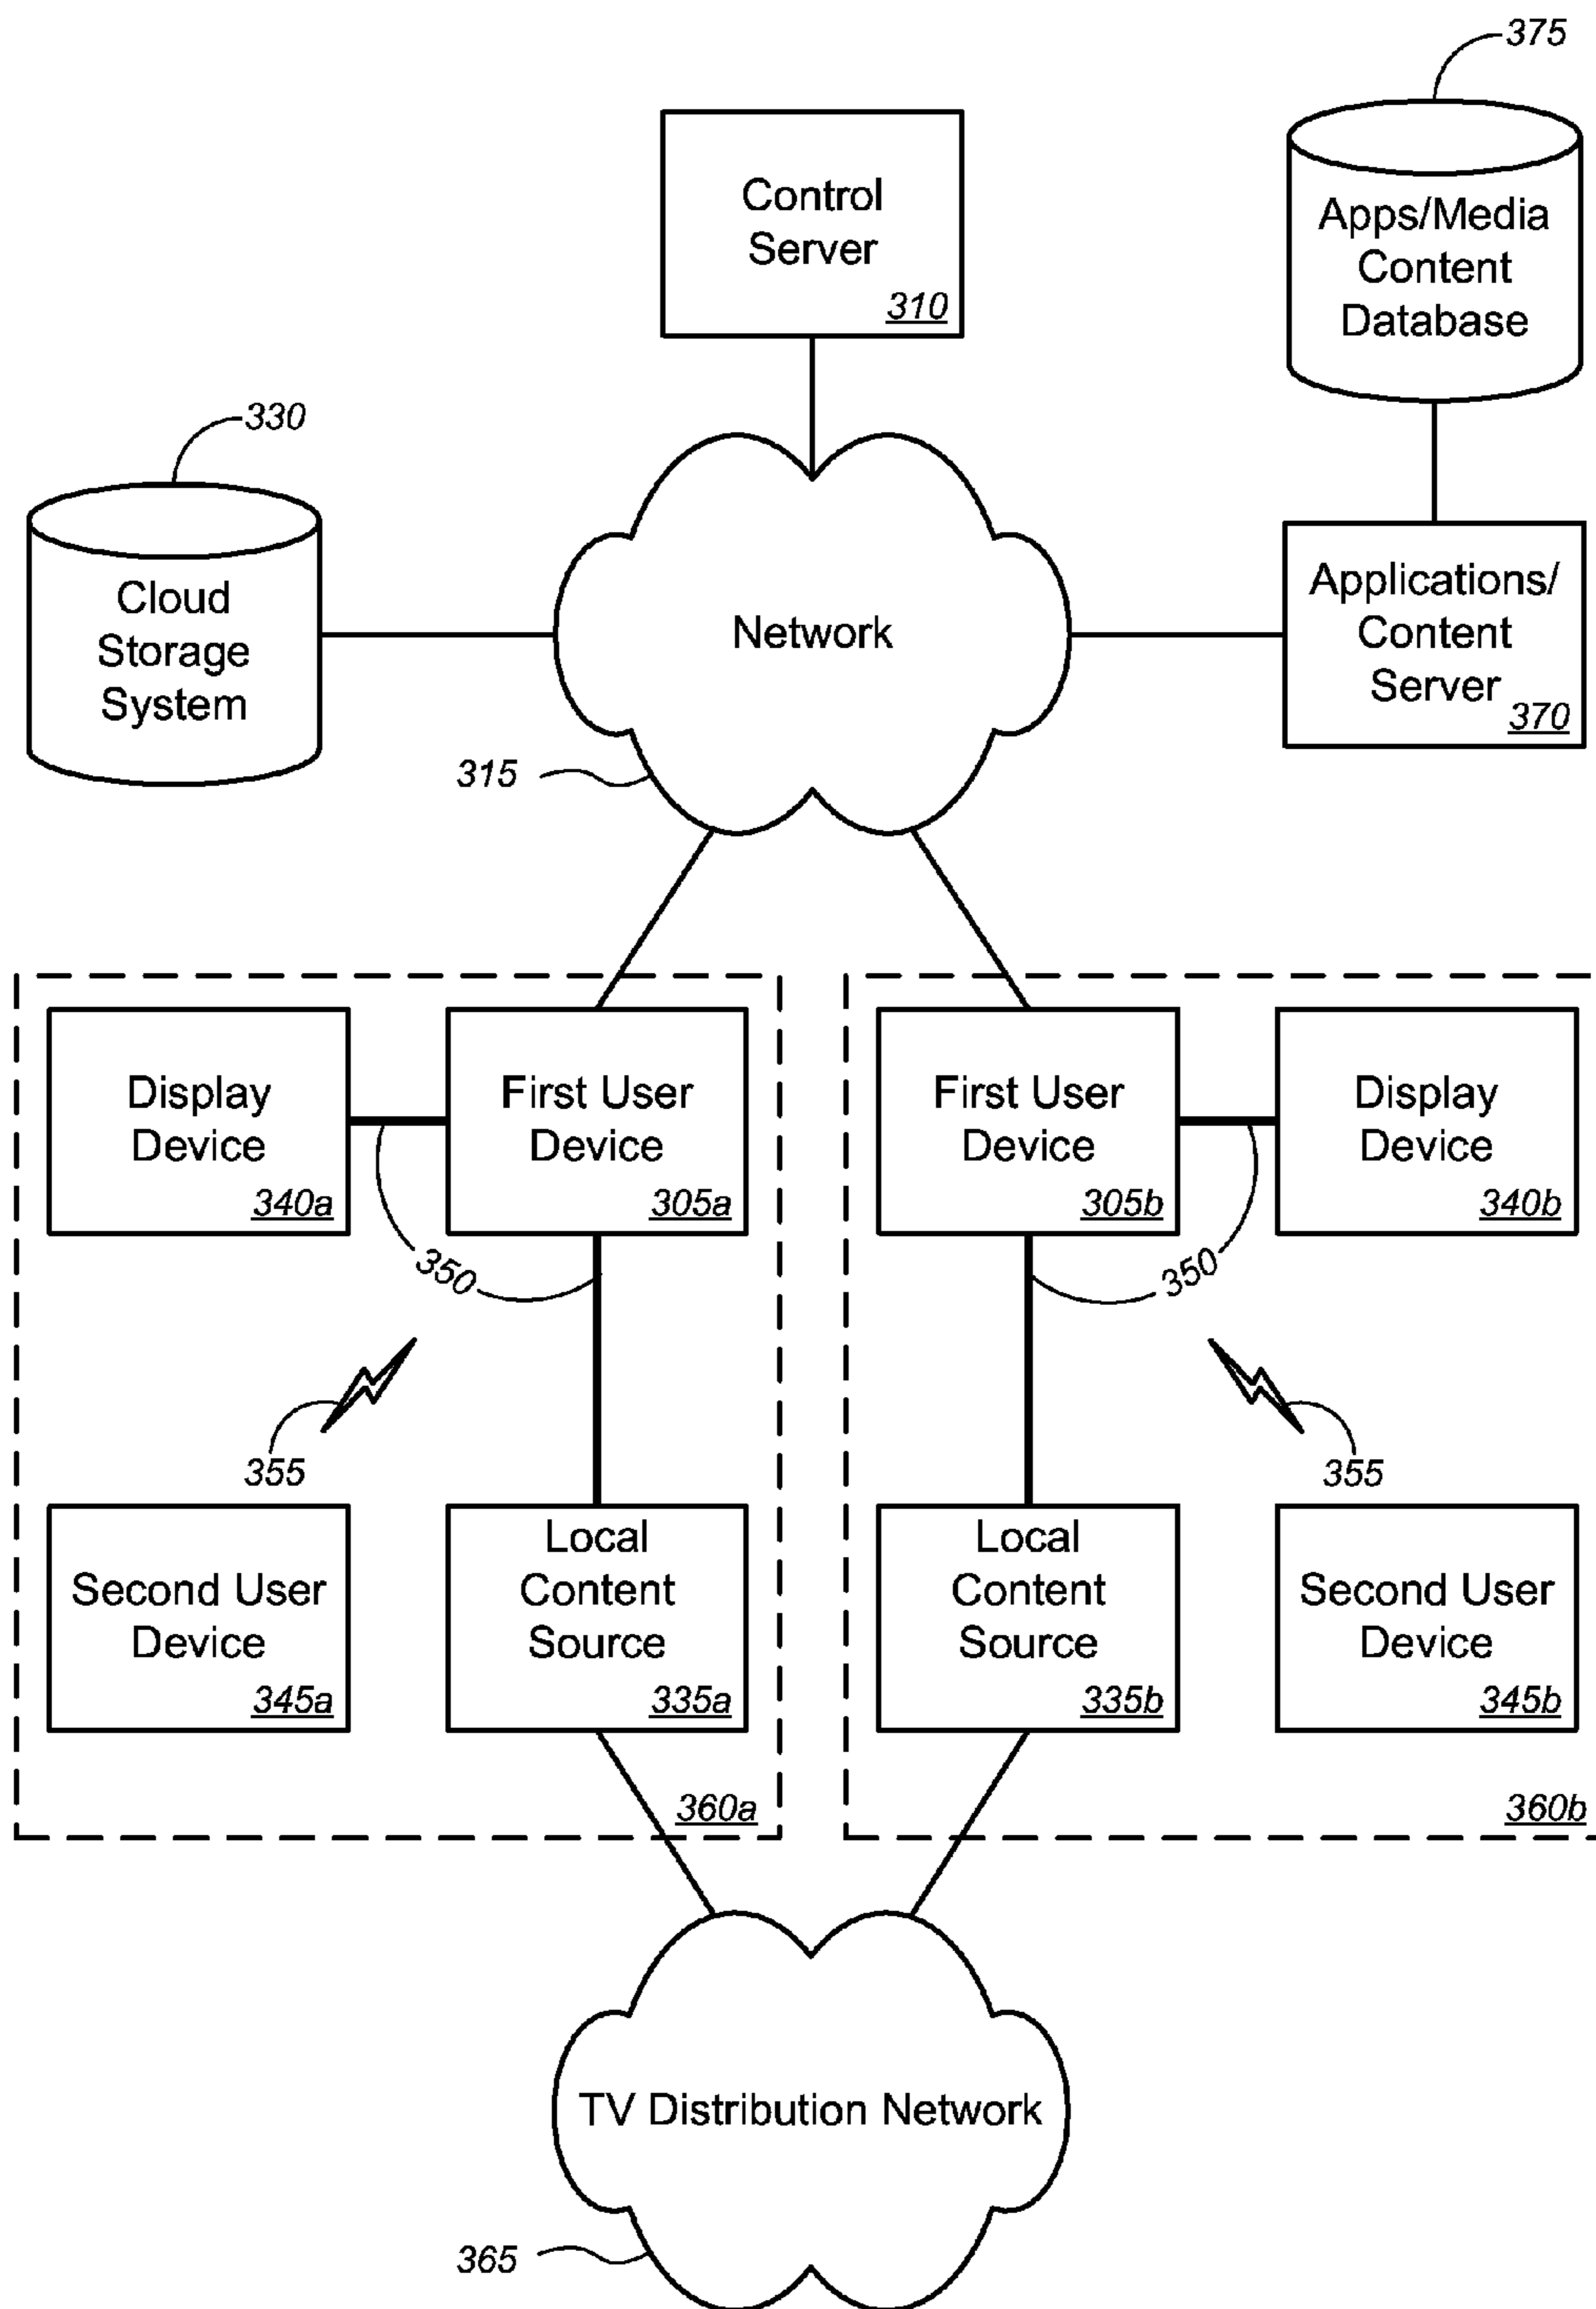 375
Control
Server
310
Apps/Media
Content
Database
330
Cloud
Storage
System
Network
Applications/
Content
Server
370
315
Display
Device
340a
First User
Device
305a
First User
Device
305b
Display
Device
340b
350
350
355
355
Second User
Device
345a
Local
Content
Source
335a
Local
Content
Source
335b
Second User
Device
345b
360a
360b
TV Distribution Network
365